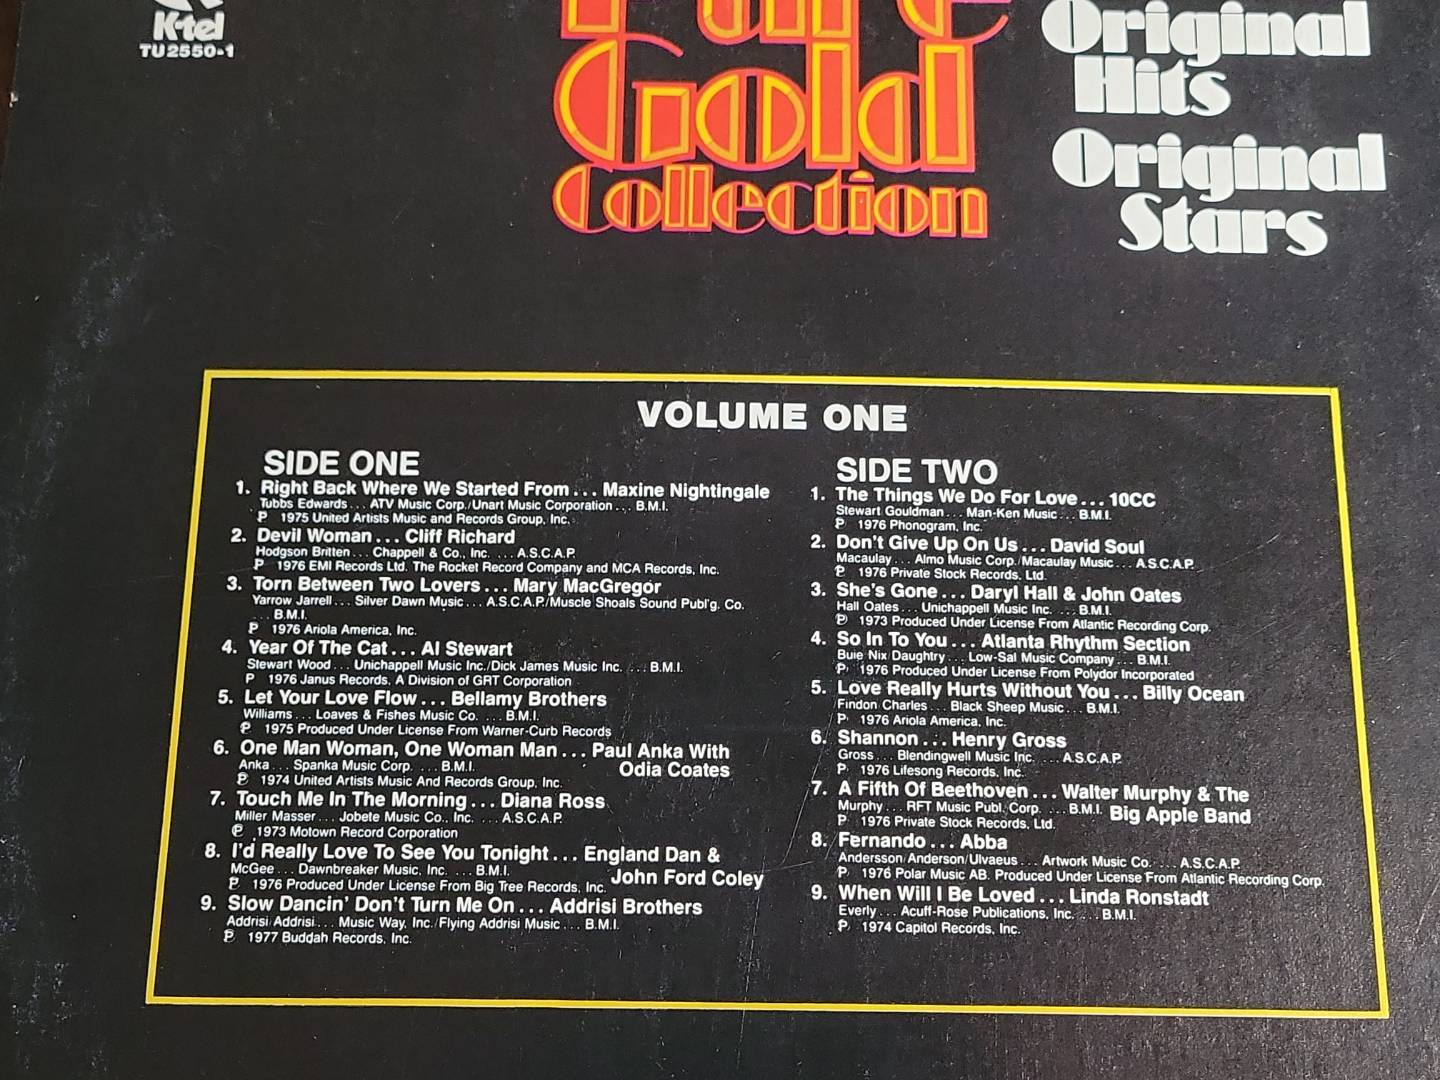 K-tel
TU 2550-1
Pure
Gold
Collection
Original
Hits
Original
Stars
VOLUME ONE
SIDE ONE
1. Right Back Where We Started From... Maxine Nightingale
Tubbs Edwards... ATV Music Corp./Unart Music Corporation... B.M.I.
℗ 1975 United Artists Music and Records Group, Inc.
2. Devil Woman... Cliff Richard
Hodgson Britten... Chappell & Co., Inc. ... A.S.C.A.P.
℗ 1976 EMI Records Ltd. The Rocket Record Company and MCA Records, Inc.
3. Torn Between Two Lovers... Mary MacGregor
Yarrow Jarrell... Silver Dawn Music... A.S.C.A.P./Muscle Shoals Sound Publ'g. Co.
... B.M.I.
℗ 1976 Ariola America, Inc.
4. Year Of The Cat... Al Stewart
Stewart Wood... Unichappell Music Inc./Dick James Music Inc. ... B.M.I.
P 1976 Janus Records, A Division of GRT Corporation
5. Let Your Love Flow... Bellamy Brothers
Williams... Loaves & Fishes Music Co. ... B.M.I.
℗ 1975 Produced Under License From Warner-Curb Records
6. One Man Woman, One Woman Man... Paul Anka With
Odia Coates
Anka... Spanka Music Corp. ... B.M.I.
℗ 1974 United Artists Music And Records Group, Inc.
7. Touch Me In The Morning... Diana Ross
Miller Masser... Jobete Music Co., Inc. ... A.S.C.A.P.
℗ 1973 Motown Record Corporation
8. I'd Really Love To See You Tonight... England Dan &
John Ford Coley
McGee... Dawnbreaker Music, Inc. ... B.M.I.
℗ 1976 Produced Under License From Big Tree Records, Inc.
9. Slow Dancin' Don't Turn Me On... Addrisi Brothers
Addrisi/Addrisi... Music Way, Inc./Flying Addrisi Music... B.M.I.
℗ 1977 Buddah Records, Inc.
SIDE TWO
1. The Things We Do For Love... 10CC
Stewart Gouldman... Man-Ken Music... B.M.I.
℗ 1976 Phonogram, Inc.
2. Don't Give Up On Us... David Soul
Macaulay... Almo Music Corp./Macaulay Music... A.S.C.A.P.
℗ 1976 Private Stock Records, Ltd.
3. She's Gone... Daryl Hall & John Oates
Hall Oates... Unichappell Music Inc. ... B.M.I.
℗ 1973 Produced Under License From Atlantic Recording Corp.
4. So In To You... Atlanta Rhythm Section
Buie Nix Daughtry... Low-Sal Music Company... B.M.I.
℗ 1976 Produced Under License From Polydor Incorporated
5. Love Really Hurts Without You... Billy Ocean
Findon Charles... Black Sheep Music... B.M.I.
℗ 1976 Ariola America, Inc.
6. Shannon... Henry Gross
Gross... Blendingwell Music Inc. ... A.S.C.A.P.
℗ 1976 Lifesong Records, Inc.
7. A Fifth Of Beethoven... Walter Murphy & The
Big Apple Band
Murphy... RFT Music Publ. Corp. ... B.M.I.
℗ 1976 Private Stock Records, Ltd.
8. Fernando... Abba
Andersson/Anderson/Ulvaeus... Artwork Music Co. ... A.S.C.A.P.
℗ 1976 Polar Music AB. Produced Under License From Atlantic Recording Corp.
9. When Will I Be Loved... Linda Ronstadt
Everly... Acuff-Rose Publications, Inc. ... B.M.I.
℗ 1974 Capitol Records, Inc.